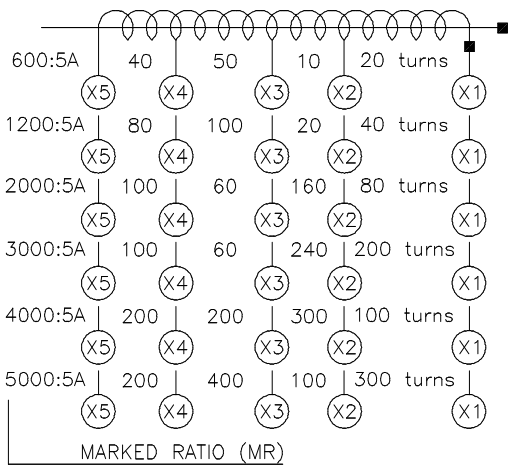 600:5A 40 50 10 20 turns
X5 X4 X3 X2 X1
1200:5A 80 100 20 40 turns
X5 X4 X3 X2 X1
2000:5A 100 60 160 80 turns
X5 X4 X3 X2 X1
3000:5A 100 60 240 200 turns
X5 X4 X3 X2 X1
4000:5A 200 200 300 100 turns
X5 X4 X3 X2 X1
5000:5A 200 400 100 300 turns
X5 X4 X3 X2 X1
MARKED RATIO (MR)